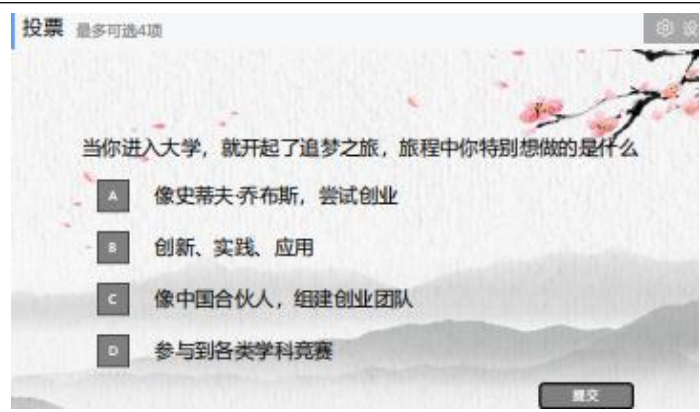 投票 最多可选4项
设
当你进入大学，就开起了追梦之旅，旅程中你特别想做的是什么
A 像史蒂夫·乔布斯，尝试创业
B 创新、实践、应用
C 像中国合伙人，组建创业团队
D 参与到各类学科竞赛
提交